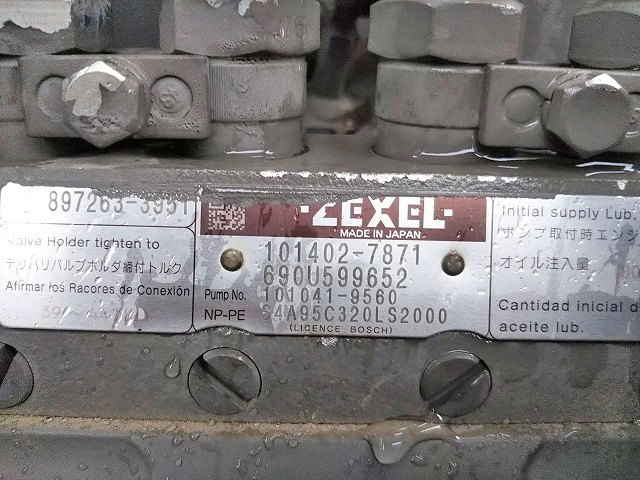 897263-3951
Valve Holder tighten to
デリバリバルブホルダ締付トルク
Afirmar los Racores de Conexión
·ZEXEL·
MADE IN JAPAN
101402-7871
690U599652
Pump No. 101041-9560
NP-PE S4A95C320LS2000
(LICENCE BOSCH)
Initial supply Lub.
ポンプ取付時エンジ
オイル注入量
Cantidad inicial d
aceite lub.